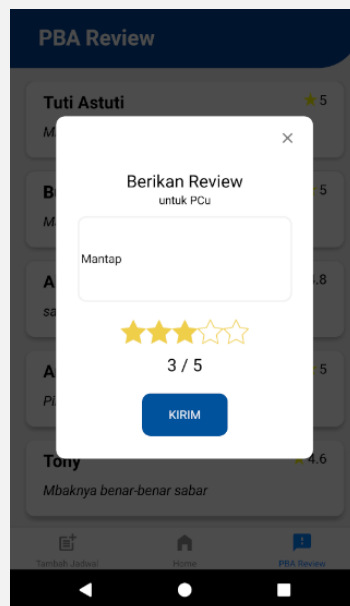 PBA Review
Tuti Astuti
5
M
Berikan Review
untuk PCu
B
5
M
Mantap
A
.8
sa
3 / 5
A
5
Pi
KIRIM
Tony
4.6
Mbaknya benar-benar sabar
Tambah Jadwal
Home
PBA Review